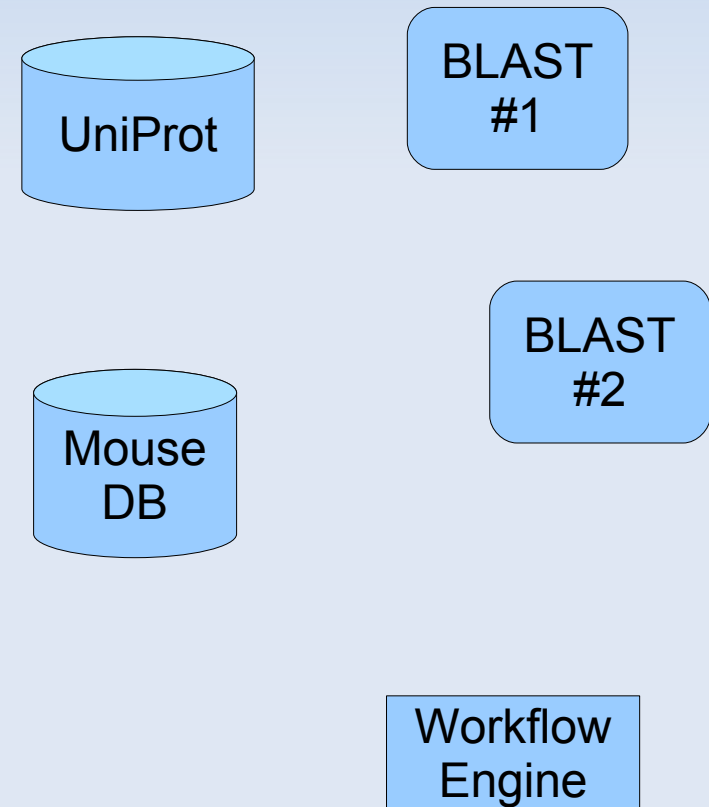 UniProt
BLAST
#1
BLAST
#2
Mouse
DB
Workflow
Engine